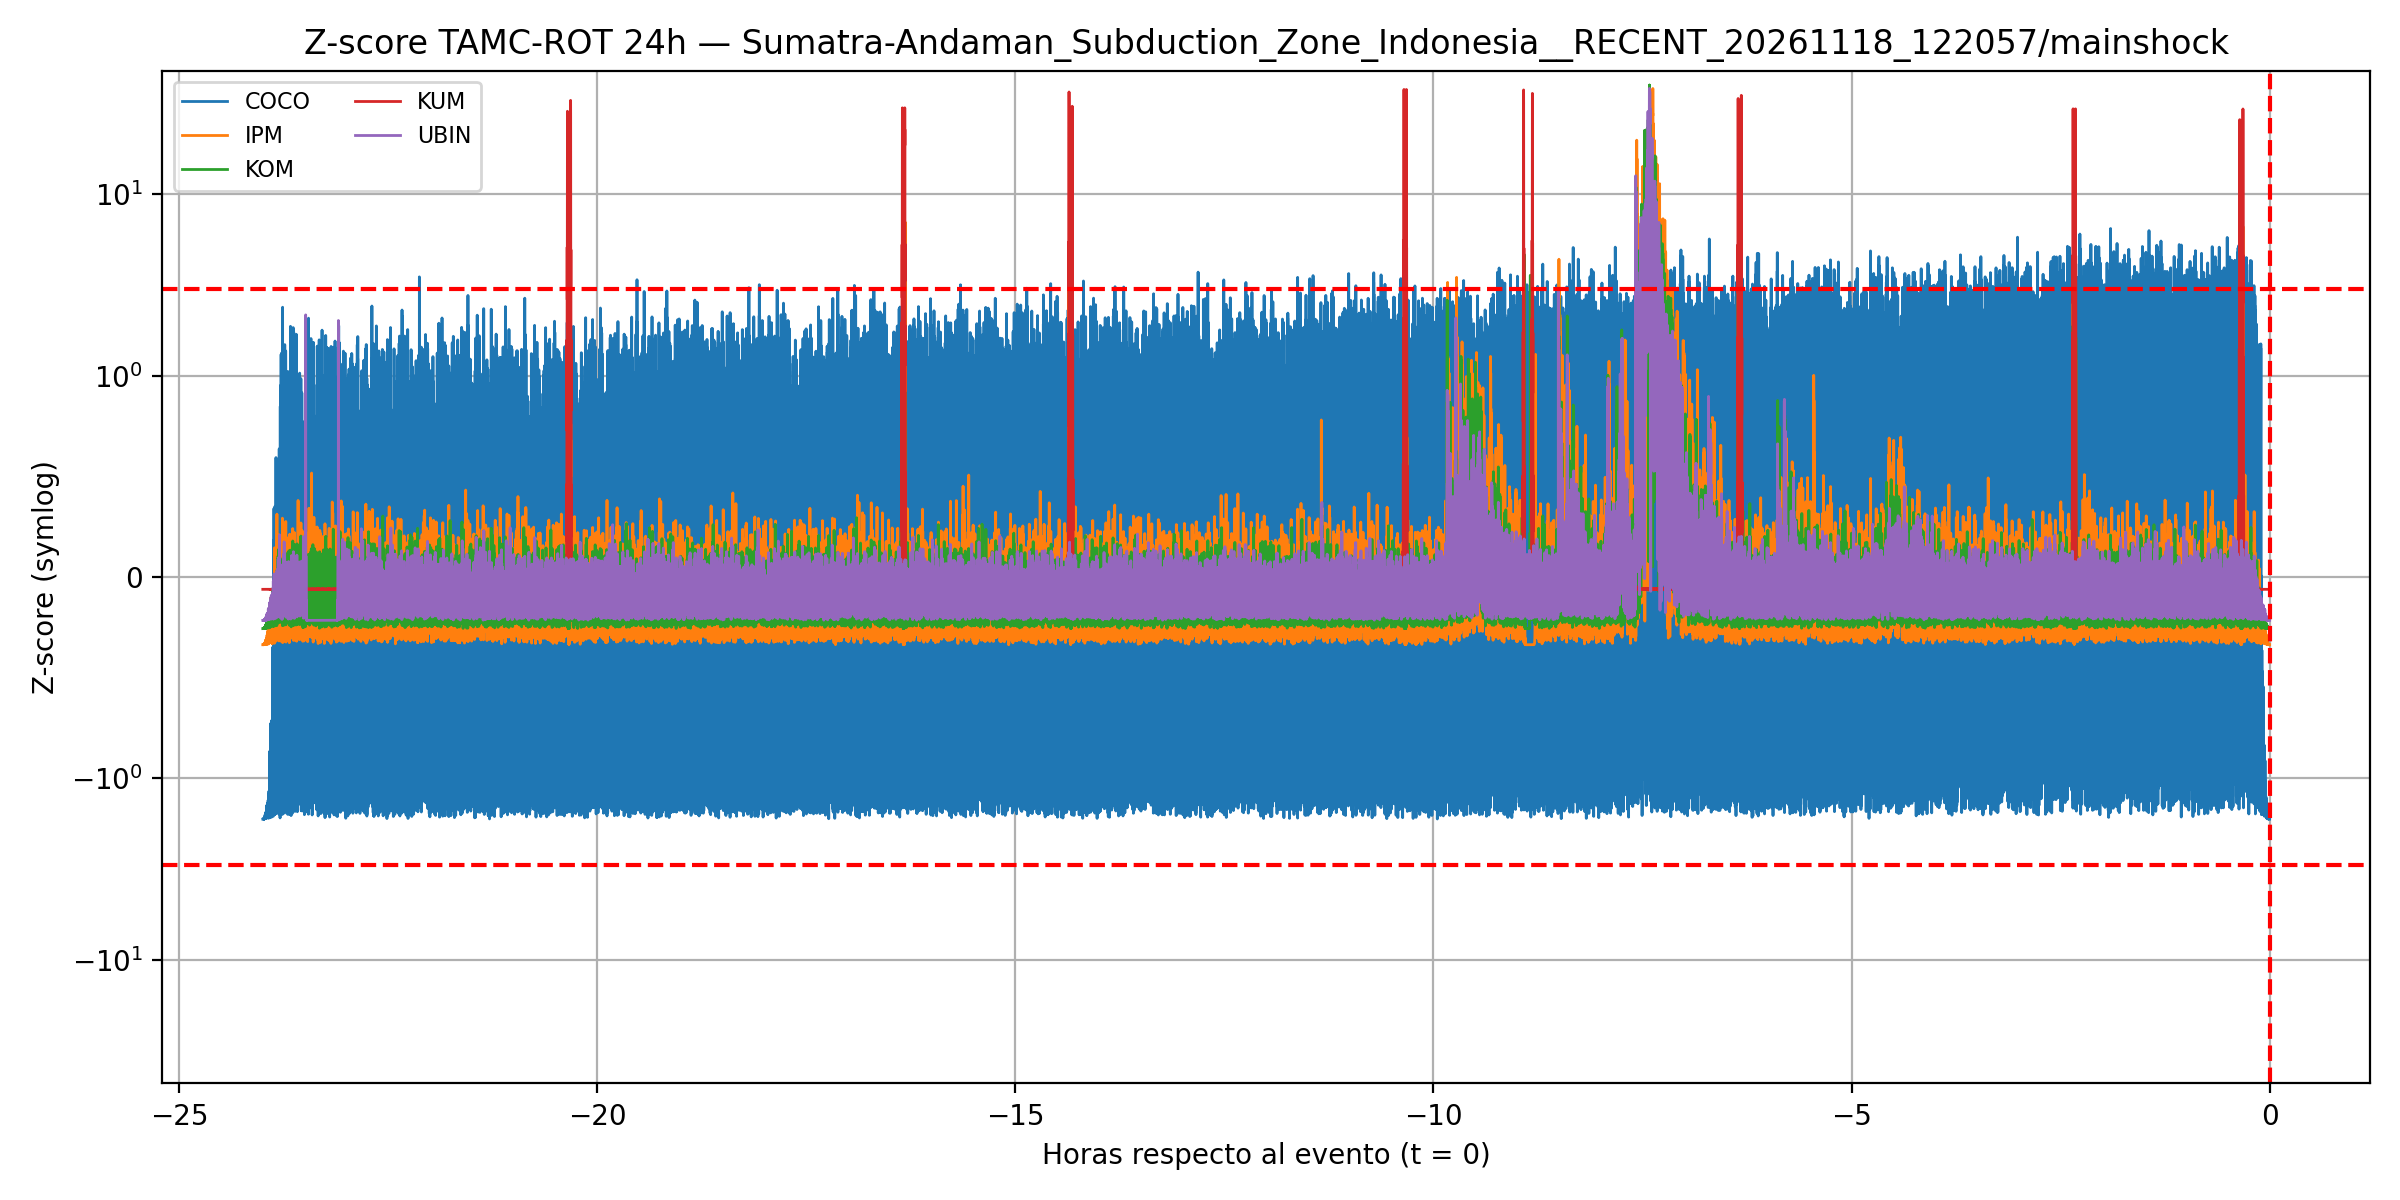 Z-score TAMC-ROT 24h — Sumatra-Andaman_Subduction_Zone_Indonesia__RECENT_20261118_122057/mainshock
COCO
IPM
KOM
KUM
UBIN
10¹
10⁰
0
−10⁰
−10¹
Z-score (symlog)
−25
−20
−15
−10
−5
0
Horas respecto al evento (t = 0)